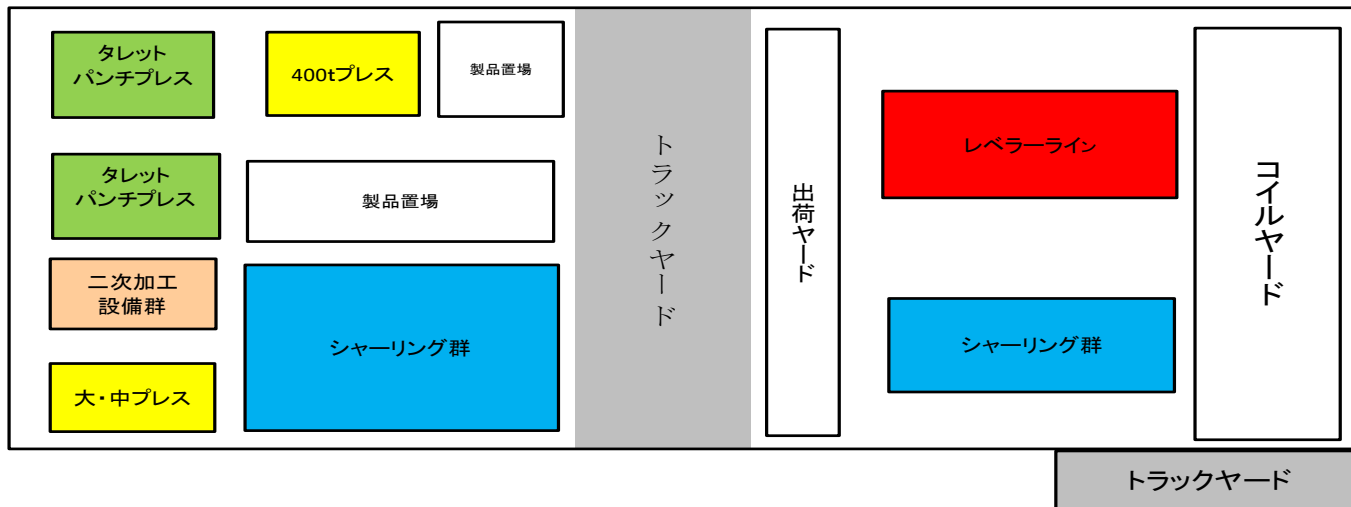 タレット
パンチプレス
400tプレス
製品置場
タレット
パンチプレス
製品置場
二次加工
設備群
シャーリング群
大・中プレス
トラックヤード
出荷ヤード
レベラーライン
シャーリング群
コイルヤード
トラックヤード